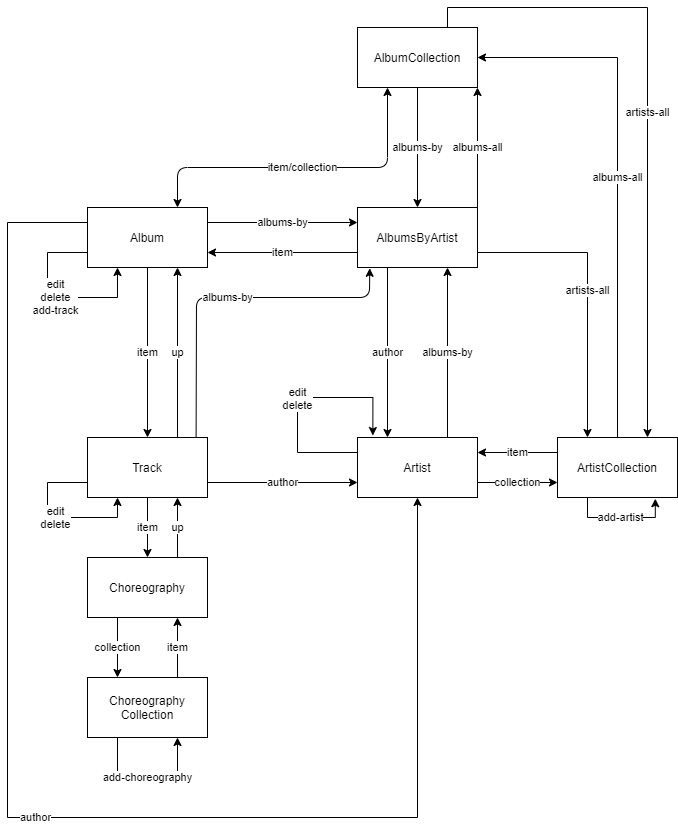 AlbumCollection
artists-all
albums-by
albums-all
item/collection
albums-all
Album
albums-by
AlbumsByArtist
item
edit
delete
add-track
albums-by
artists-all
item
up
author
albums-by
edit
delete
Track
Artist
item
ArtistCollection
author
collection
edit
delete
add-artist
item
up
Choreography
collection
item
Choreography
Collection
add-choreography
author